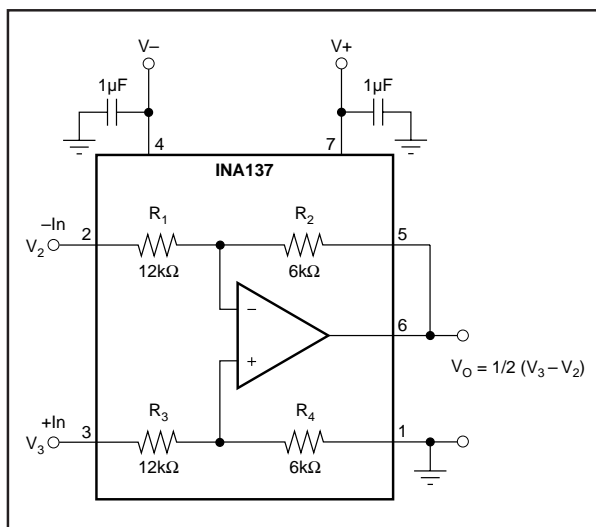 V– V+
1µF 1µF
4 7
INA137
–In R₁ R₂
V₂ 2 5
12kΩ 6kΩ
–
6
+
V_O = 1/2 (V₃ – V₂)
+In R₃ R₄
V₃ 3 1
12kΩ 6kΩ